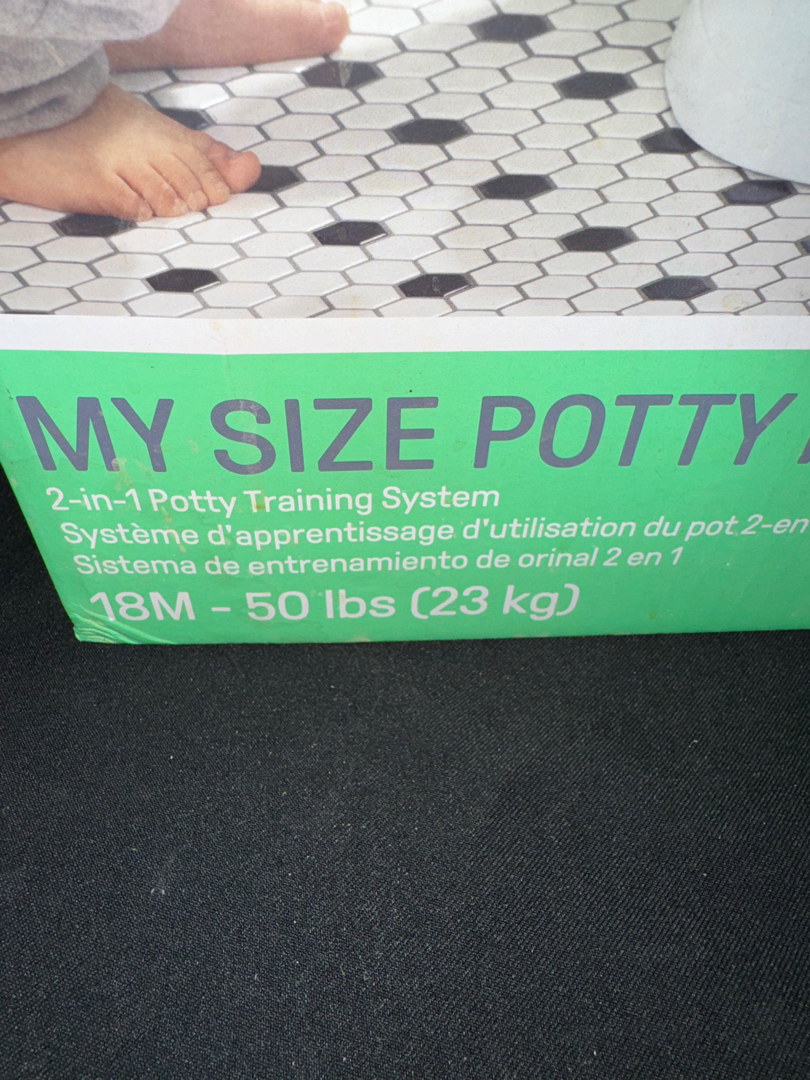 MY SIZE POTTY
2-in-1 Potty Training System
Système d'apprentissage d'utilisation du pot 2-en
Sistema de entrenamiento de orinal 2 en 1
18M - 50 lbs (23 kg)